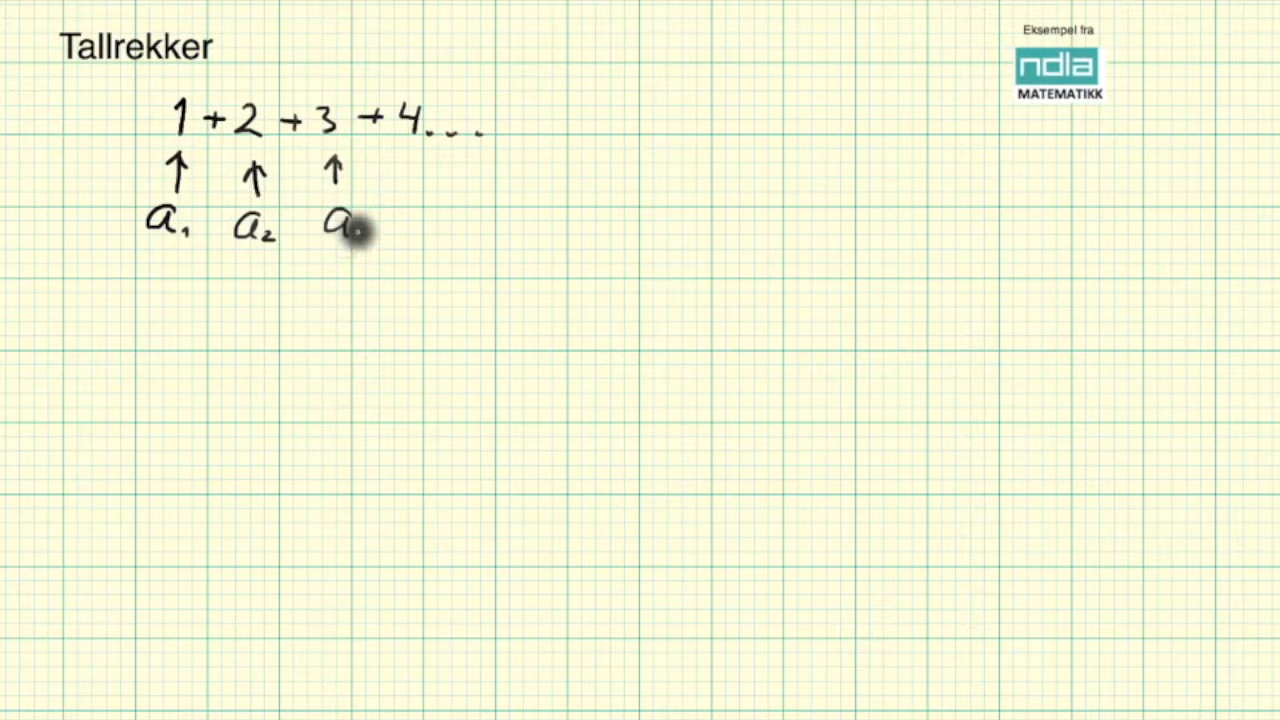 Tallrekker
Eksempel fra
ndla
MATEMATIKK
1 + 2 + 3 + 4...
↑ ↑ ↑
a₁ a₂ a